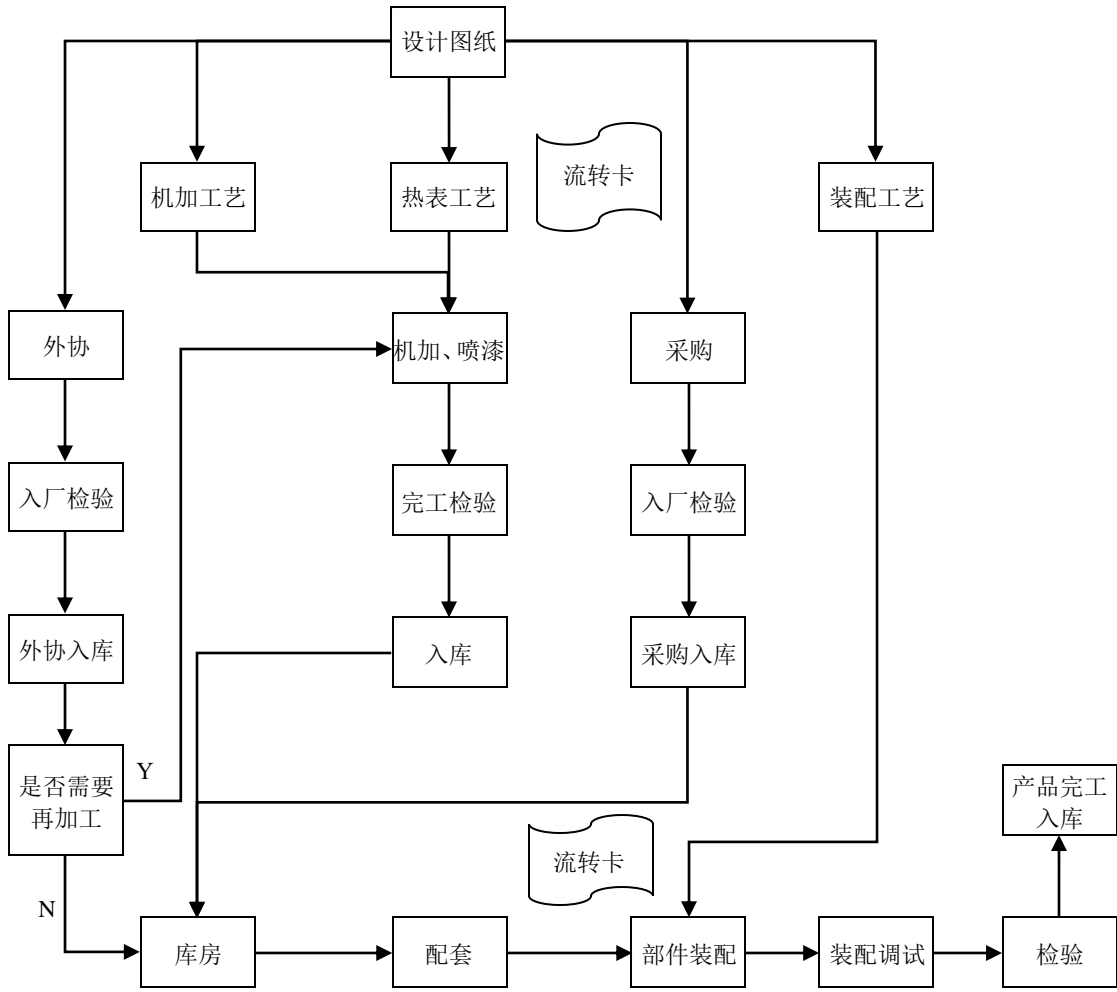 设计图纸
机加工艺
热表工艺
流转卡
装配工艺
外协
机加、喷漆
采购
入厂检验
完工检验
入厂检验
外协入库
入库
采购入库
是否需要
再加工
Y
产品完工
入库
流转卡
N
库房
配套
部件装配
装配调试
检验